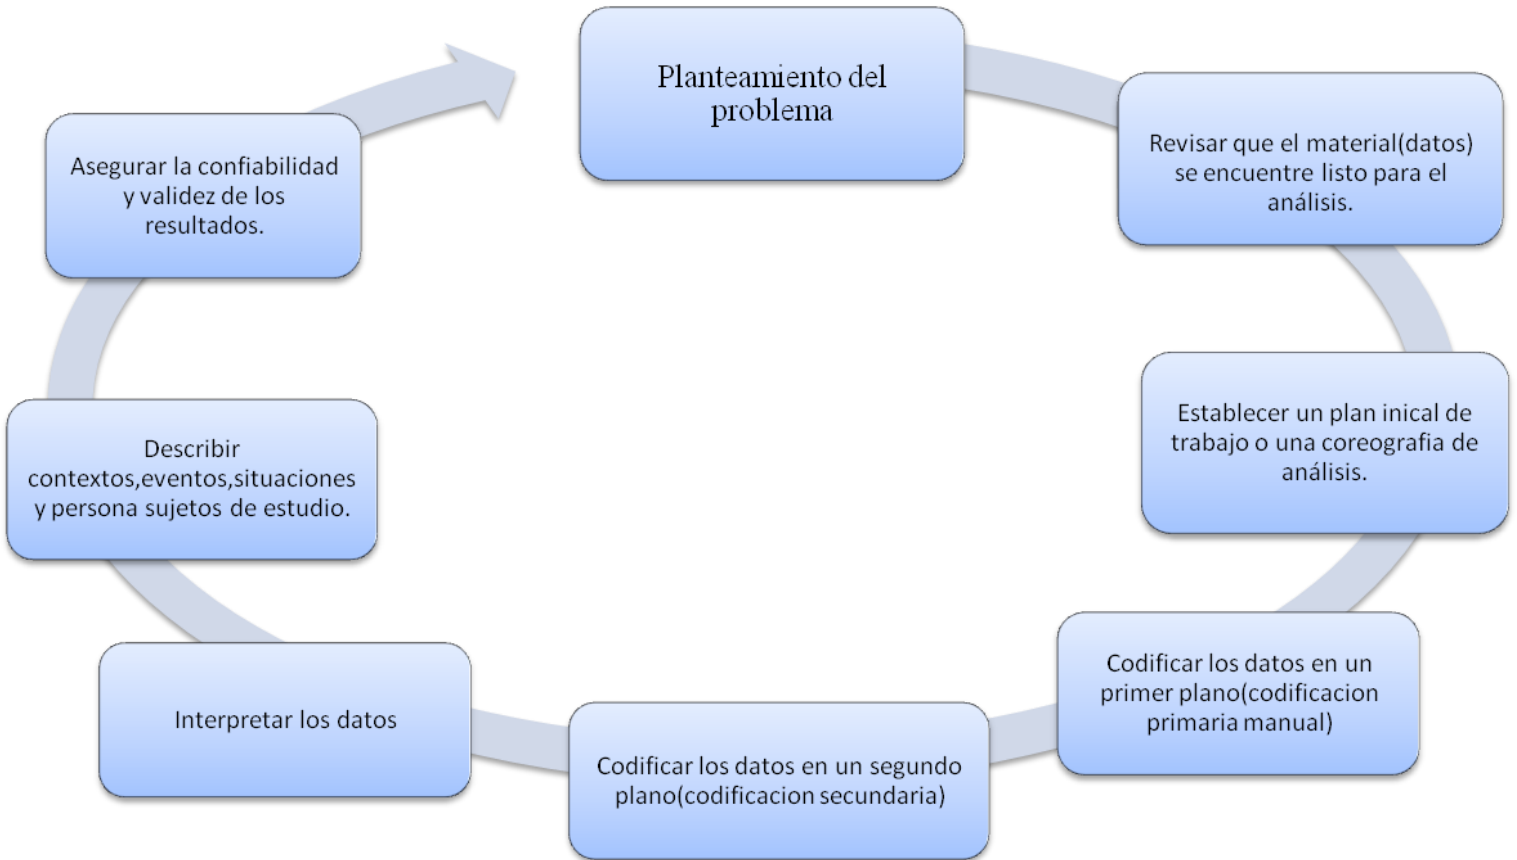 Planteamiento del
problema
Revisar que el material(datos)
se encuentre listo para el
análisis.
Establecer un plan inical de
trabajo o una coreografia de
análisis.
Codificar los datos en un
primer plano(codificacion
primaria manual)
Codificar los datos en un segundo
plano(codificacion secundaria)
Interpretar los datos
Describir
contextos,eventos,situaciones
y persona sujetos de estudio.
Asegurar la confiabilidad
y validez de los
resultados.